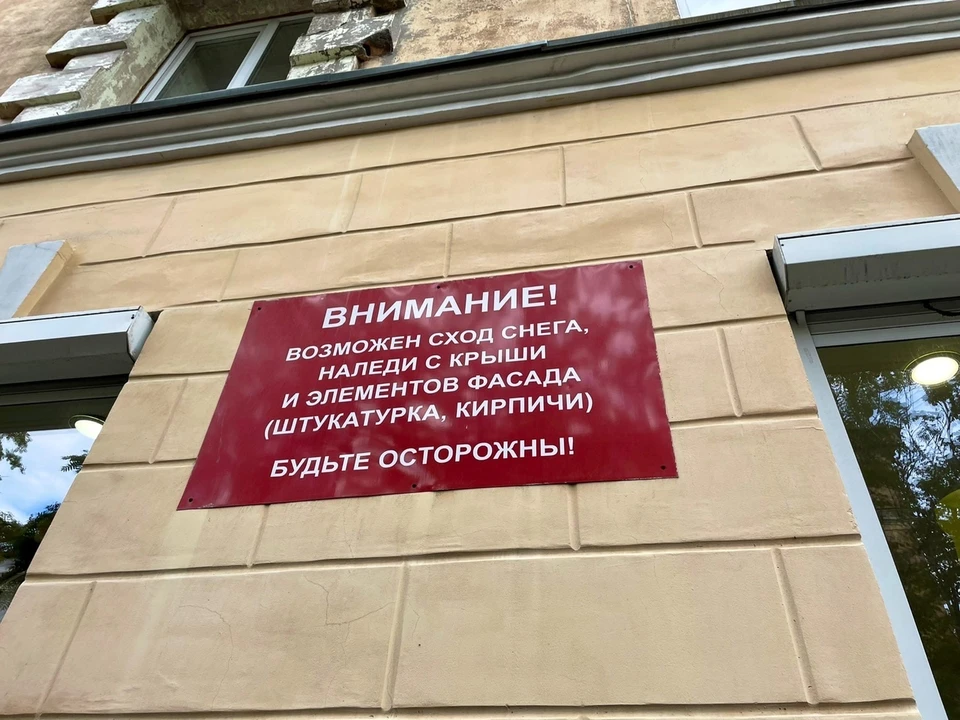 ВНИМАНИЕ!
ВОЗМОЖЕН СХОД СНЕГА,
НАЛЕДИ С КРЫШИ
И ЭЛЕМЕНТОВ ФАСАДА
(ШТУКАТУРКА, КИРПИЧИ)
БУДЬТЕ ОСТОРОЖНЫ!